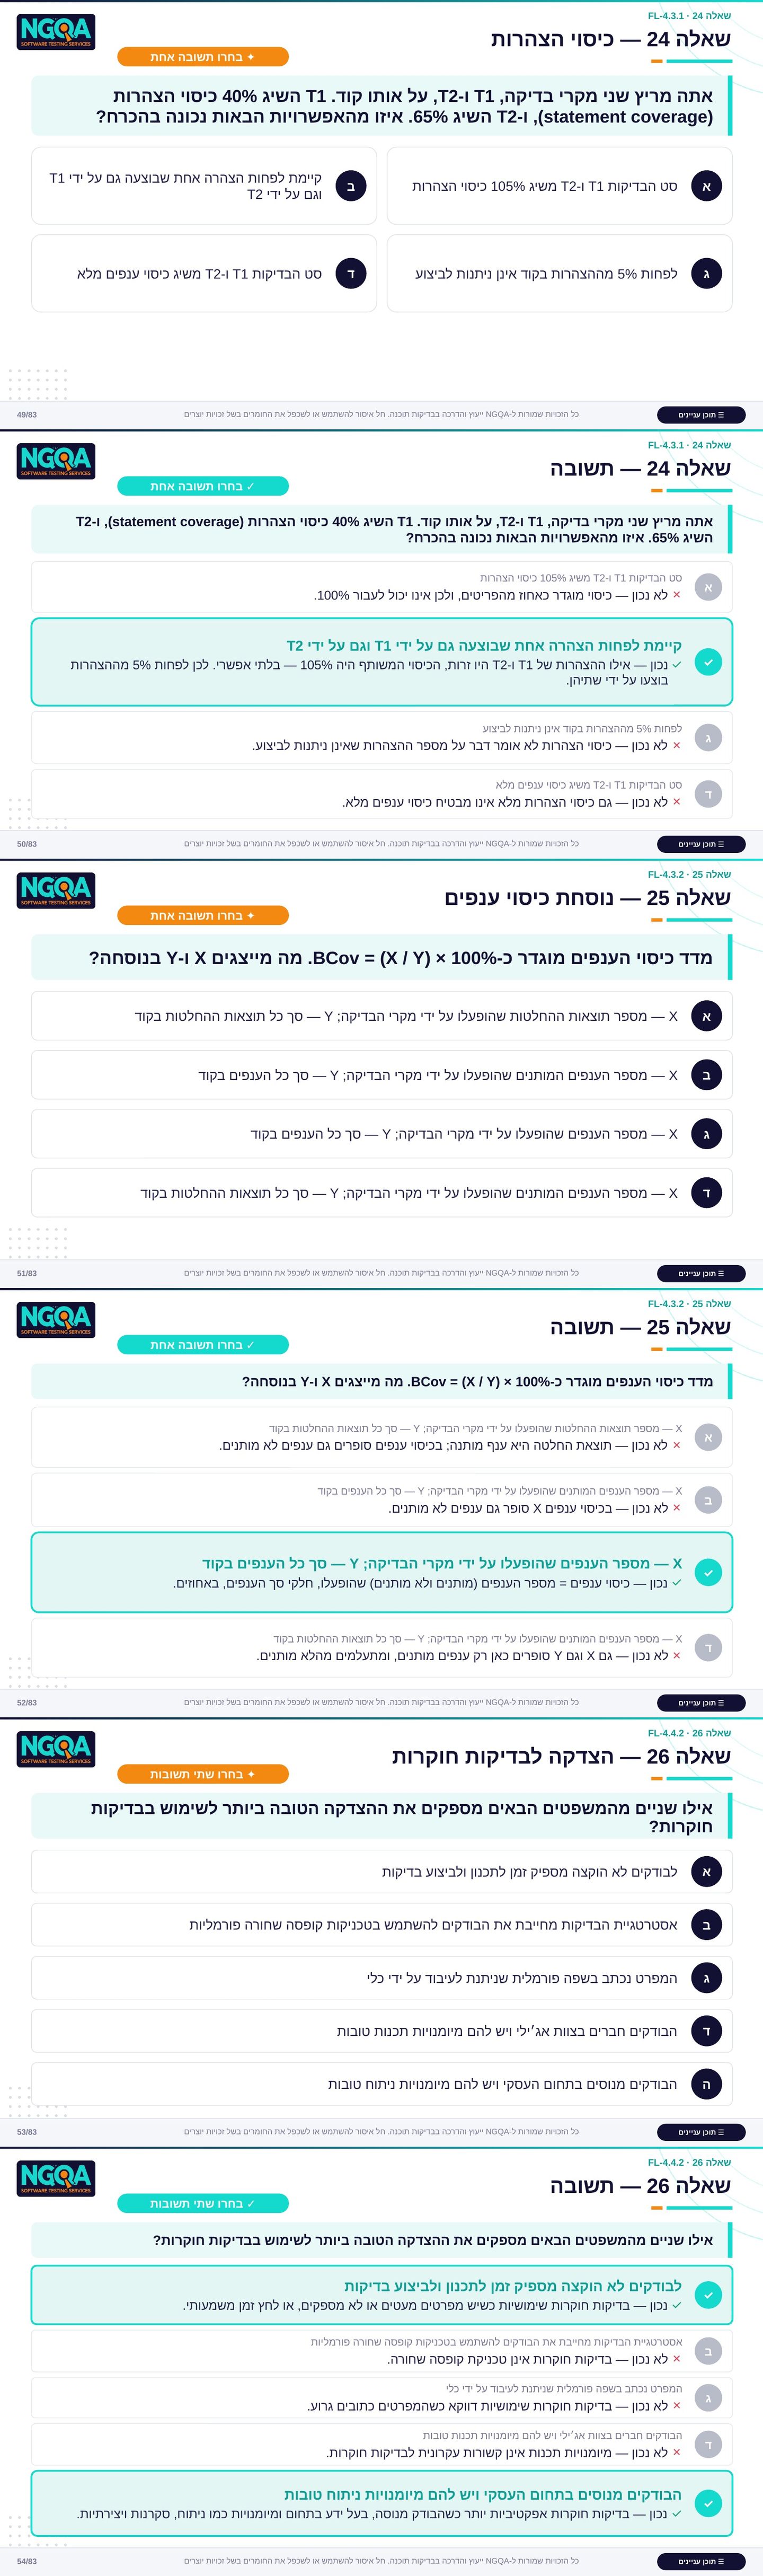 שאלה 24 · FL-4.3.1
שאלה 24 — כיסוי הצהרות
NGQA
SOFTWARE TESTING SERVICES
✦ בחרו תשובה אחת
אתה מריץ שני מקרי בדיקה, T1 ו-T2, על אותו קוד. T1 השיג 40% כיסוי הצהרות
(statement coverage), ו-T2 השיג 65%. איזו מהאפשרויות הבאות נכונה בהכרח?
א
סט הבדיקות T1 ו-T2 משיג 105% כיסוי הצהרות
ב
קיימת לפחות הצהרה אחת שבוצעה גם על ידי T1
וגם על ידי T2
ג
לפחות 5% מההצהרות בקוד אינן ניתנות לביצוע
ד
סט הבדיקות T1 ו-T2 משיג כיסוי ענפים מלא
☰ תוכן עניינים
כל הזכויות שמורות ל-NGQA ייעוץ והדרכה בבדיקות תוכנה. חל איסור להשתמש או לשכפל את החומרים בשל זכויות יוצרים
49/83
שאלה 24 · FL-4.3.1
שאלה 24 — תשובה
NGQA
SOFTWARE TESTING SERVICES
✓ בחרו תשובה אחת
אתה מריץ שני מקרי בדיקה, T1 ו-T2, על אותו קוד. T1 השיג 40% כיסוי הצהרות (statement coverage), ו-T2
השיג 65%. איזו מהאפשרויות הבאות נכונה בהכרח?
א
סט הבדיקות T1 ו-T2 משיג 105% כיסוי הצהרות
✕ לא נכון — כיסוי מוגדר כאחוז מהפריטים, ולכן אינו יכול לעבור 100%.
✓
קיימת לפחות הצהרה אחת שבוצעה גם על ידי T1 וגם על ידי T2
✓ נכון — אילו ההצהרות של T1 ו-T2 היו זרות, הכיסוי המשותף היה 105% — בלתי אפשרי. לכן לפחות 5% מההצהרות
בוצעו על ידי שתיהן.
ג
לפחות 5% מההצהרות בקוד אינן ניתנות לביצוע
✕ לא נכון — כיסוי הצהרות לא אומר דבר על מספר ההצהרות שאינן ניתנות לביצוע.
ד
סט הבדיקות T1 ו-T2 משיג כיסוי ענפים מלא
✕ לא נכון — גם כיסוי הצהרות מלא אינו מבטיח כיסוי ענפים מלא.
☰ תוכן עניינים
כל הזכויות שמורות ל-NGQA ייעוץ והדרכה בבדיקות תוכנה. חל איסור להשתמש או לשכפל את החומרים בשל זכויות יוצרים
50/83
שאלה 25 · FL-4.3.2
שאלה 25 — נוסחת כיסוי ענפים
NGQA
SOFTWARE TESTING SERVICES
✦ בחרו תשובה אחת
מדד כיסוי הענפים מוגדר כ-BCov = (X / Y) × 100%. מה מייצגים X ו-Y בנוסחה?
א
X — מספר תוצאות ההחלטות שהופעלו על ידי מקרי הבדיקה; Y — סך כל תוצאות ההחלטות בקוד
ב
X — מספר הענפים המותנים שהופעלו על ידי מקרי הבדיקה; Y — סך כל הענפים בקוד
ג
X — מספר הענפים שהופעלו על ידי מקרי הבדיקה; Y — סך כל הענפים בקוד
ד
X — מספר הענפים המותנים שהופעלו על ידי מקרי הבדיקה; Y — סך כל תוצאות ההחלטות בקוד
☰ תוכן עניינים
כל הזכויות שמורות ל-NGQA ייעוץ והדרכה בבדיקות תוכנה. חל איסור להשתמש או לשכפל את החומרים בשל זכויות יוצרים
51/83
שאלה 25 · FL-4.3.2
שאלה 25 — תשובה
NGQA
SOFTWARE TESTING SERVICES
✓ בחרו תשובה אחת
מדד כיסוי הענפים מוגדר כ-BCov = (X / Y) × 100%. מה מייצגים X ו-Y בנוסחה?
א
X — מספר תוצאות ההחלטות שהופעלו על ידי מקרי הבדיקה; Y — סך כל תוצאות ההחלטות בקוד
✕ לא נכון — תוצאת החלטה היא ענף מותנה; בכיסוי ענפים סופרים גם ענפים לא מותנים.
ב
X — מספר הענפים המותנים שהופעלו על ידי מקרי הבדיקה; Y — סך כל הענפים בקוד
✕ לא נכון — בכיסוי ענפים X סופר גם ענפים לא מותנים.
✓
X — מספר הענפים שהופעלו על ידי מקרי הבדיקה; Y — סך כל הענפים בקוד
✓ נכון — כיסוי ענפים = מספר הענפים (מותנים ולא מותנים) שהופעלו, חלקי סך הענפים, באחוזים.
ד
X — מספר הענפים המותנים שהופעלו על ידי מקרי הבדיקה; Y — סך כל תוצאות ההחלטות בקוד
✕ לא נכון — גם X וגם Y סופרים כאן רק ענפים מותנים, ומתעלמים מהלא מותנים.
☰ תוכן עניינים
כל הזכויות שמורות ל-NGQA ייעוץ והדרכה בבדיקות תוכנה. חל איסור להשתמש או לשכפל את החומרים בשל זכויות יוצרים
52/83
שאלה 26 · FL-4.4.2
שאלה 26 — הצדקה לבדיקות חוקרות
NGQA
SOFTWARE TESTING SERVICES
✦ בחרו שתי תשובות
אילו שניים מהמשפטים הבאים מספקים את ההצדקה הטובה ביותר לשימוש בבדיקות
חוקרות?
א
לבודקים לא הוקצה מספיק זמן לתכנון ולביצוע בדיקות
ב
אסטרטגיית הבדיקות מחייבת את הבודקים להשתמש בטכניקות קופסה שחורה פורמליות
ג
המפרט נכתב בשפה פורמלית שניתנת לעיבוד על ידי כלי
ד
הבודקים חברים בצוות אג׳ילי ויש להם מיומנויות תכנות טובות
ה
הבודקים מנוסים בתחום העסקי ויש להם מיומנויות ניתוח טובות
☰ תוכן עניינים
כל הזכויות שמורות ל-NGQA ייעוץ והדרכה בבדיקות תוכנה. חל איסור להשתמש או לשכפל את החומרים בשל זכויות יוצרים
53/83
שאלה 26 · FL-4.4.2
שאלה 26 — תשובה
NGQA
SOFTWARE TESTING SERVICES
✓ בחרו שתי תשובות
אילו שניים מהמשפטים הבאים מספקים את ההצדקה הטובה ביותר לשימוש בבדיקות חוקרות?
✓
לבודקים לא הוקצה מספיק זמן לתכנון ולביצוע בדיקות
✓ נכון — בדיקות חוקרות שימושיות כשיש מפרטים מעטים או לא מספקים, או לחץ זמן משמעותי.
ב
אסטרטגיית הבדיקות מחייבת את הבודקים להשתמש בטכניקות קופסה שחורה פורמליות
✕ לא נכון — בדיקות חוקרות אינן טכניקת קופסה שחורה.
ג
המפרט נכתב בשפה פורמלית שניתנת לעיבוד על ידי כלי
✕ לא נכון — בדיקות חוקרות שימושיות דווקא כשהמפרטים כתובים גרוע.
ד
הבודקים חברים בצוות אג׳ילי ויש להם מיומנויות תכנות טובות
✕ לא נכון — מיומנויות תכנות אינן קשורות עקרונית לבדיקות חוקרות.
✓
הבודקים מנוסים בתחום העסקי ויש להם מיומנויות ניתוח טובות
✓ נכון — בדיקות חוקרות אפקטיביות יותר כשהבודק מנוסה, בעל ידע בתחום ומיומנויות כמו ניתוח, סקרנות ויצירתיות.
☰ תוכן עניינים
כל הזכויות שמורות ל-NGQA ייעוץ והדרכה בבדיקות תוכנה. חל איסור להשתמש או לשכפל את החומרים בשל זכויות יוצרים
54/83